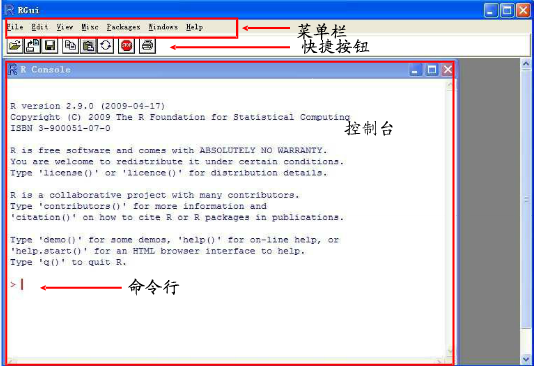 RGui
File Edit View Misc Packages Windows Help
菜单栏
快捷按钮
STOP
R Console
R version 2.9.0 (2009-04-17)
Copyright (C) 2009 The R Foundation for Statistical Computing
ISBN 3-900051-07-0
控制台
R is free software and comes with ABSOLUTELY NO WARRANTY.
You are welcome to redistribute it under certain conditions.
Type 'license()' or 'licence()' for distribution details.
R is a collaborative project with many contributors.
Type 'contributors()' for more information and
'citation()' on how to cite R or R packages in publications.
Type 'demo()' for some demos, 'help()' for on-line help, or
'help.start()' for an HTML browser interface to help.
Type 'q()' to quit R.
>
命令行